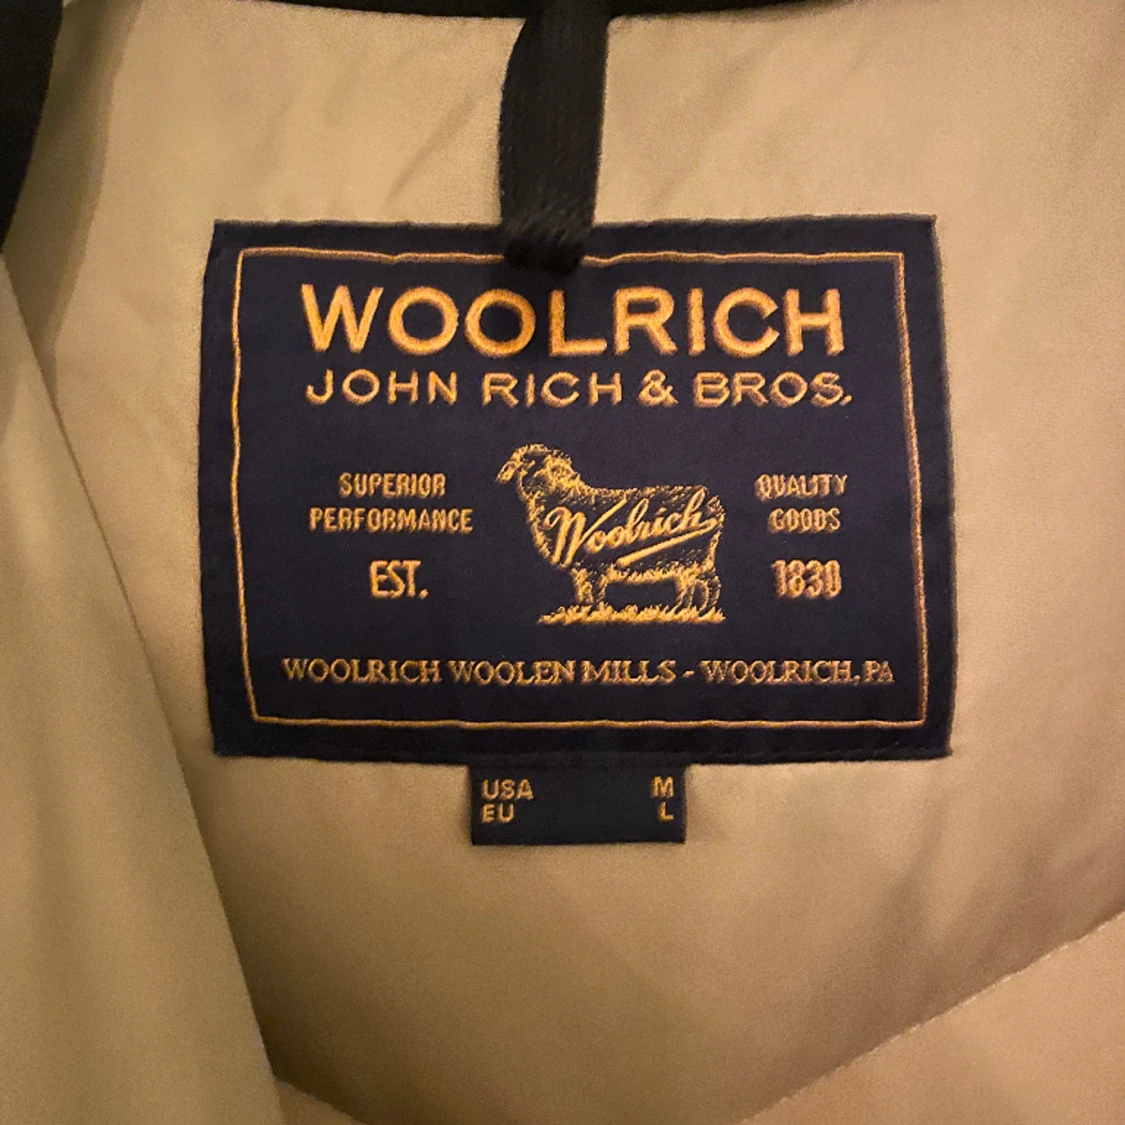 WOOLRICH
JOHN RICH & BROS.
SUPERIOR
PERFORMANCE
EST.
Woolrich
QUALITY
GOODS
1830
WOOLRICH WOOLEN MILLS - WOOLRICH, PA
USA M
EU L